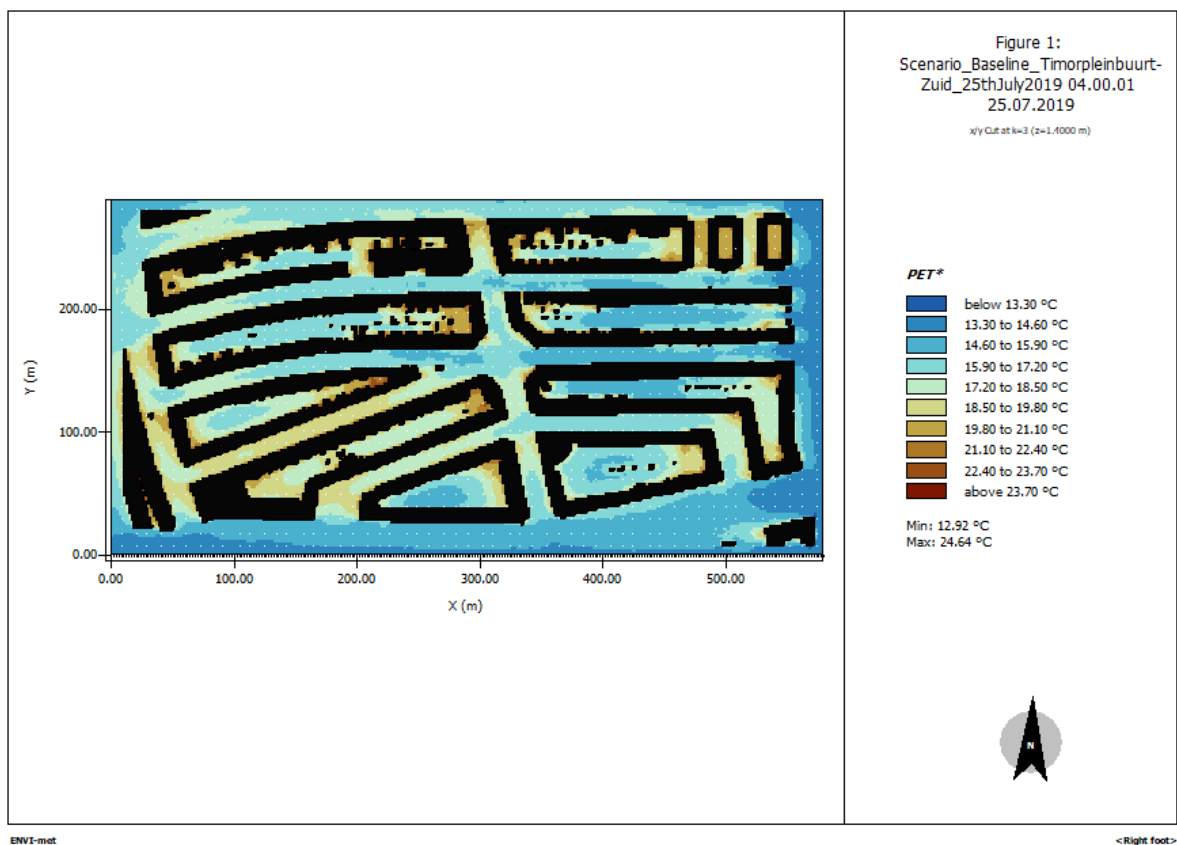 Figure 1:
Scenario_Baseline_Timorpleinbuurt-
Zuid_25thJuly2019 04.00.01
25.07.2019
x/y Cut at k=3 (z=1.4000 m)
Y (m)
200.00
100.00
0.00
0.00 100.00 200.00 300.00 400.00 500.00
X (m)
PET*
below 13.30 °C
13.30 to 14.60 °C
14.60 to 15.90 °C
15.90 to 17.20 °C
17.20 to 18.50 °C
18.50 to 19.80 °C
19.80 to 21.10 °C
21.10 to 22.40 °C
22.40 to 23.70 °C
above 23.70 °C
Min: 12.92 °C
Max: 24.64 °C
N
ENVI-met
<Right foot>